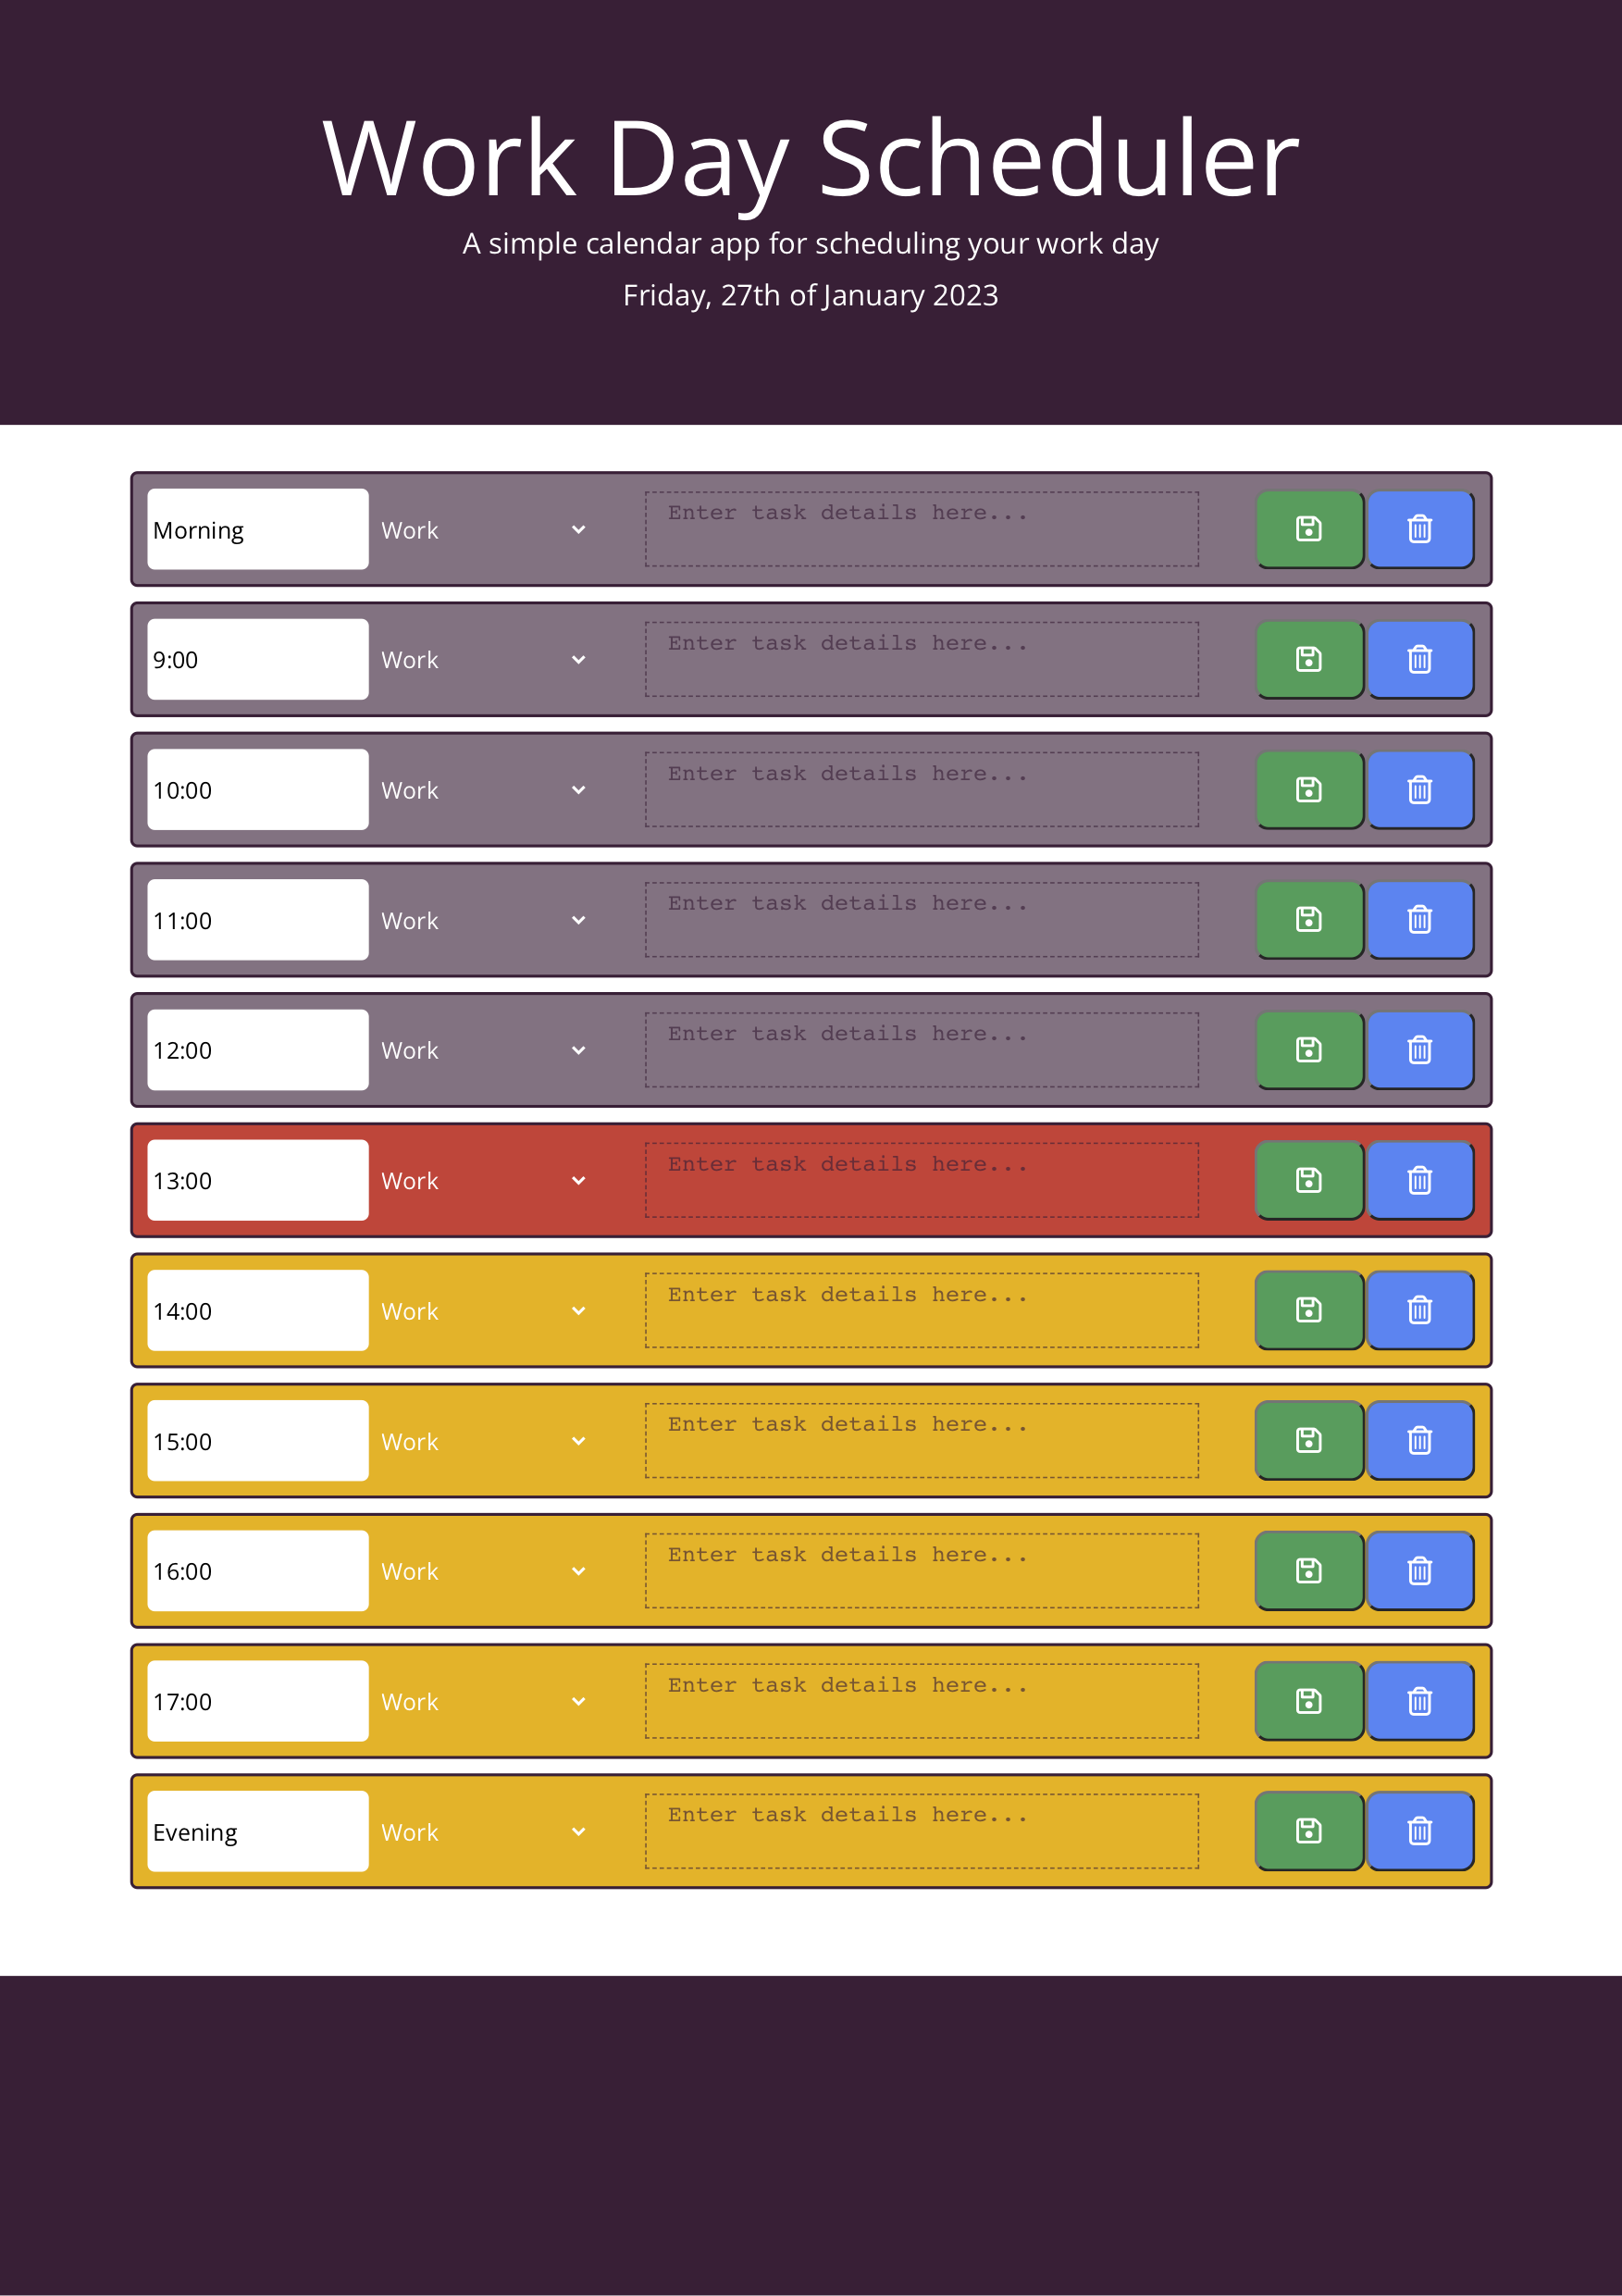 Work Day Scheduler
A simple calendar app for scheduling your work day
Friday, 27th of January 2023
Morning Work Enter task details here...
9:00 Work Enter task details here...
10:00 Work Enter task details here...
11:00 Work Enter task details here...
12:00 Work Enter task details here...
13:00 Work Enter task details here...
14:00 Work Enter task details here...
15:00 Work Enter task details here...
16:00 Work Enter task details here...
17:00 Work Enter task details here...
Evening Work Enter task details here...